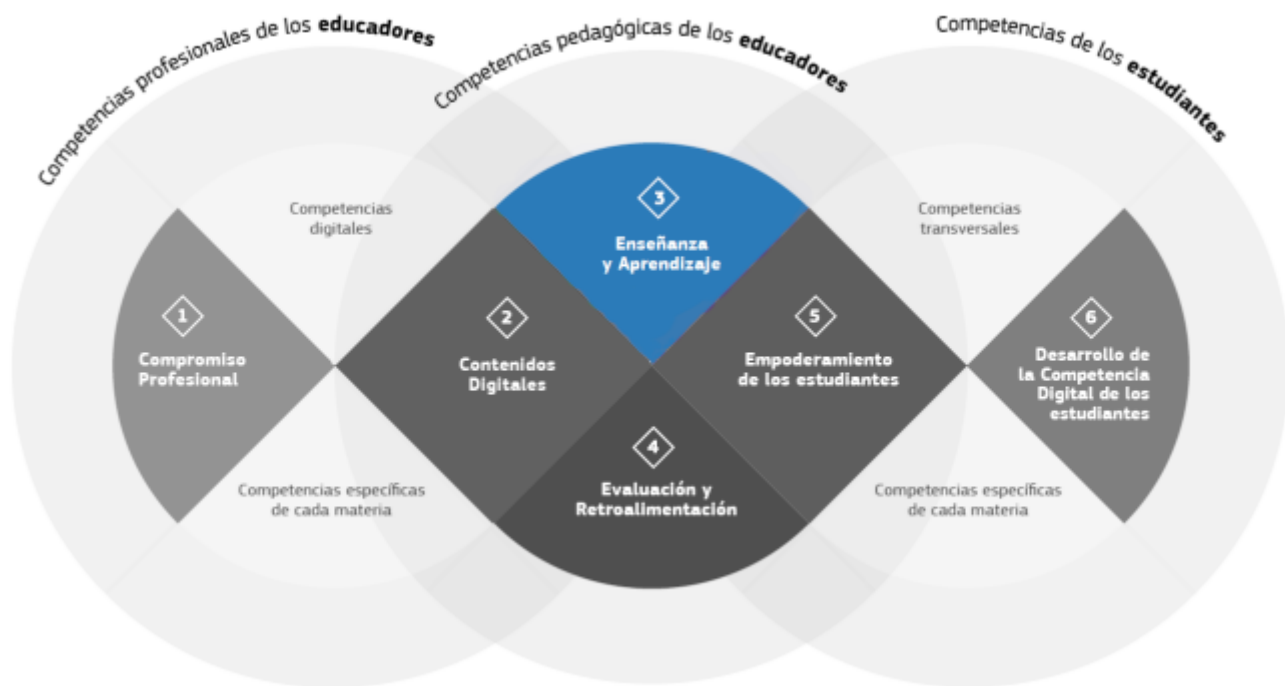 Competencias profesionales de los educadores
Competencias pedagógicas de los educadores
Competencias de los estudiantes
Competencias
digitales
3
Enseñanza
y Aprendizaje
Competencias
transversales
1
Compromiso
Profesional
2
Contenidos
Digitales
5
Empoderamiento
de los estudiantes
6
Desarrollo de
la Competencia
Digital de los
estudiantes
Competencias específicas
de cada materia
4
Evaluación y
Retroalimentación
Competencias específicas
de cada materia